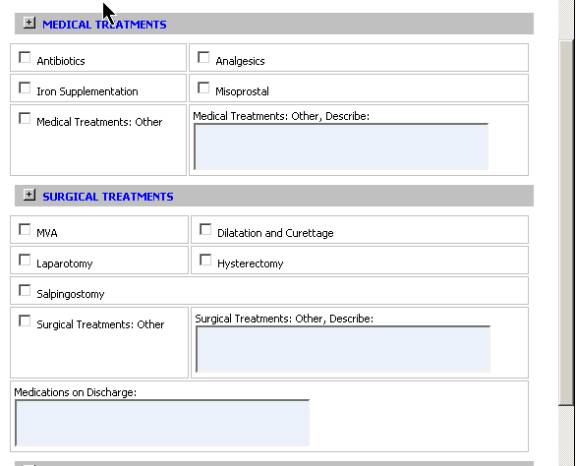 MEDICAL TREATMENTS
Antibiotics Analgesics
Iron Supplementation Misoprostal
Medical Treatments: Other Medical Treatments: Other, Describe:
SURGICAL TREATMENTS
MVA Dilatation and Curettage
Laparotomy Hysterectomy
Salpingostomy
Surgical Treatments: Other Surgical Treatments: Other, Describe:
Medications on Discharge: